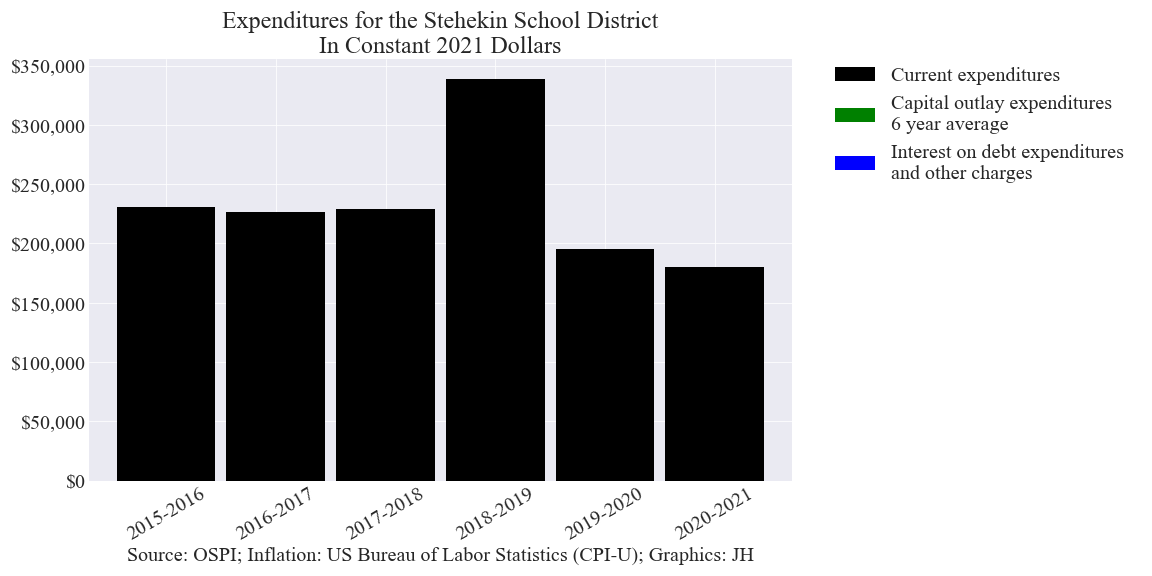 Expenditures for the Stehekin School District
In Constant 2021 Dollars
$350,000
$300,000
$250,000
$200,000
$150,000
$100,000
$50,000
$0
2015-2016
2016-2017
2017-2018
2018-2019
2019-2020
2020-2021
Source: OSPI; Inflation: US Bureau of Labor Statistics (CPI-U); Graphics: JH
Current expenditures
Capital outlay expenditures
6 year average
Interest on debt expenditures
and other charges